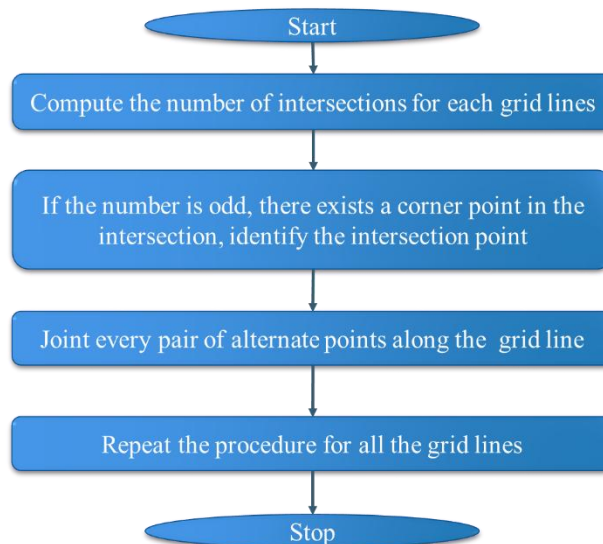 Start
Compute the number of intersections for each grid lines
If the number is odd, there exists a corner point in the
intersection, identify the intersection point
Joint every pair of alternate points along the grid line
Repeat the procedure for all the grid lines
Stop